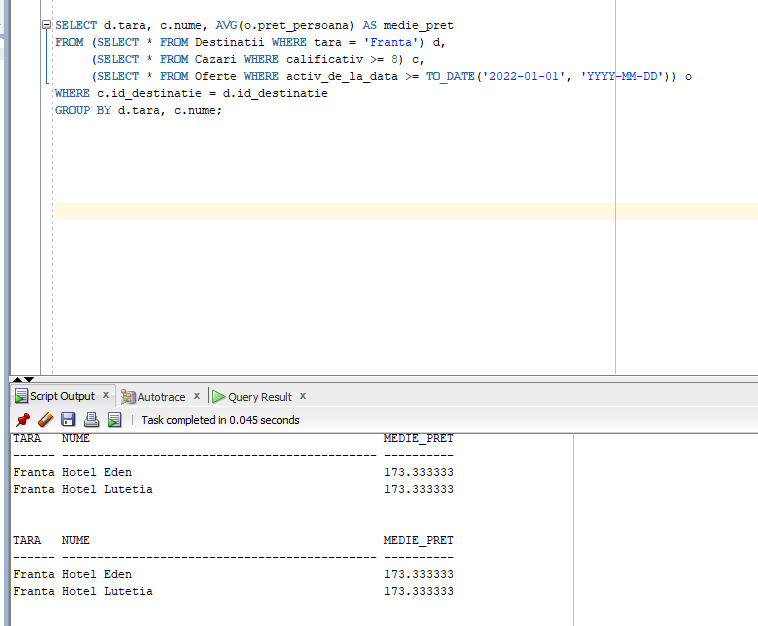 SELECT d.tara, c.nume, AVG(o.pret_persoana) AS medie_pret
FROM (SELECT * FROM Destinatii WHERE tara = 'Franta') d,
(SELECT * FROM Cazari WHERE calificativ >= 8) c,
(SELECT * FROM Oferte WHERE activ_de_la_data >= TO_DATE('2022-01-01', 'YYYY-MM-DD')) o
WHERE c.id_destinatie = d.id_destinatie
GROUP BY d.tara, c.nume;
Script Output x Autotrace x Query Result x
Task completed in 0.045 seconds
TARA NUME MEDIE_PRET
------ --------------------------------------------- ----------
Franta Hotel Eden 173.333333
Franta Hotel Lutetia 173.333333
TARA NUME MEDIE_PRET
------ --------------------------------------------- ----------
Franta Hotel Eden 173.333333
Franta Hotel Lutetia 173.333333